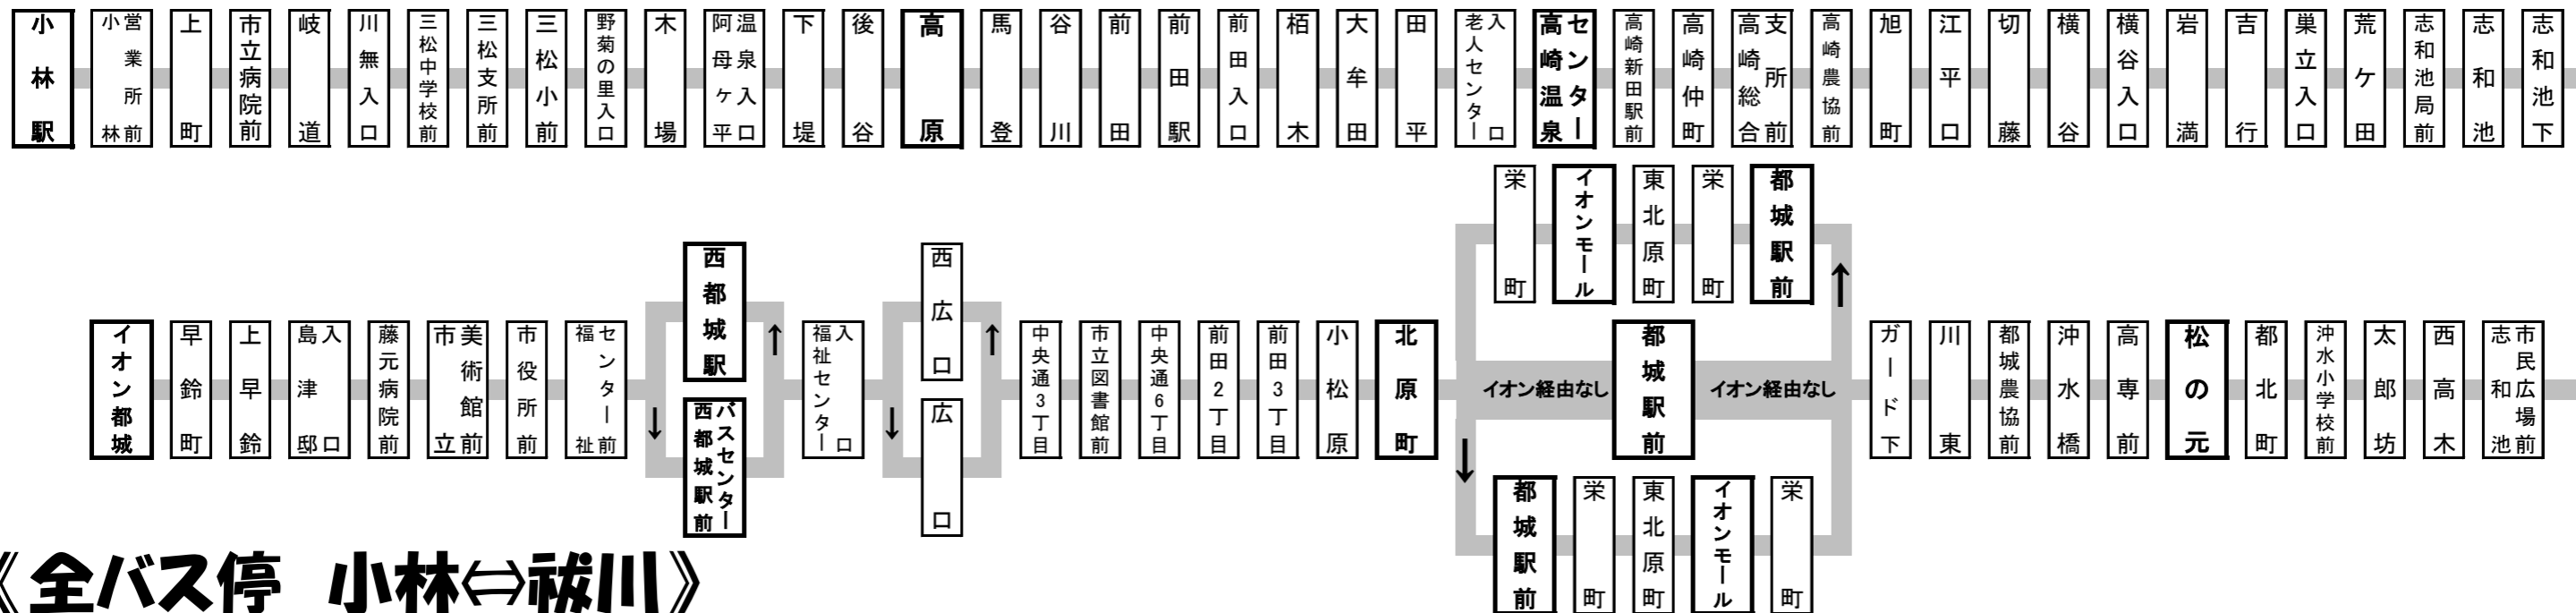 小林駅
小林営業所前
上町
市立病院前
岐道
川無入口
三松中学校前
三松支所前
三松小前
野菊の里入口
木場
阿母ケ平温泉入口
下堤
後谷
高原
馬登
谷川
前田
前田駅
前田入口
栢木
大牟田
田平
老人センター入口
高崎温泉センター
高崎新田駅前
高崎仲町
高崎総合支所前
高崎農協前
旭町
江平口
切藤
横谷
横谷入口
岩満
吉行
巣立入口
荒ケ田
志和池局前
志和池
志和池下
栄町
イオンモール
東北原町
栄町
都城駅前
イオン都城
早鈴町
上早鈴
島津邸入口
藤元病院前
市立美術館前
市役所前
福祉センター前
西都城駅
↑
↓
西都城駅前バスセンター
福祉センター入口
西広口
↑
↓
広口
中央通3丁目
市立図書館前
中央通6丁目
前田2丁目
前田3丁目
小松原
北原町
イオン経由なし
都城駅前
イオン経由なし
↑
↓
ガード下
川東
都城農協前
沖水橋
高専前
松の元
都北町
沖水小学校前
太郎坊
西高木
志和池市民広場前
都城駅前
栄町
東北原町
イオンモール
栄町
《全バス停 小林⇔祓川》